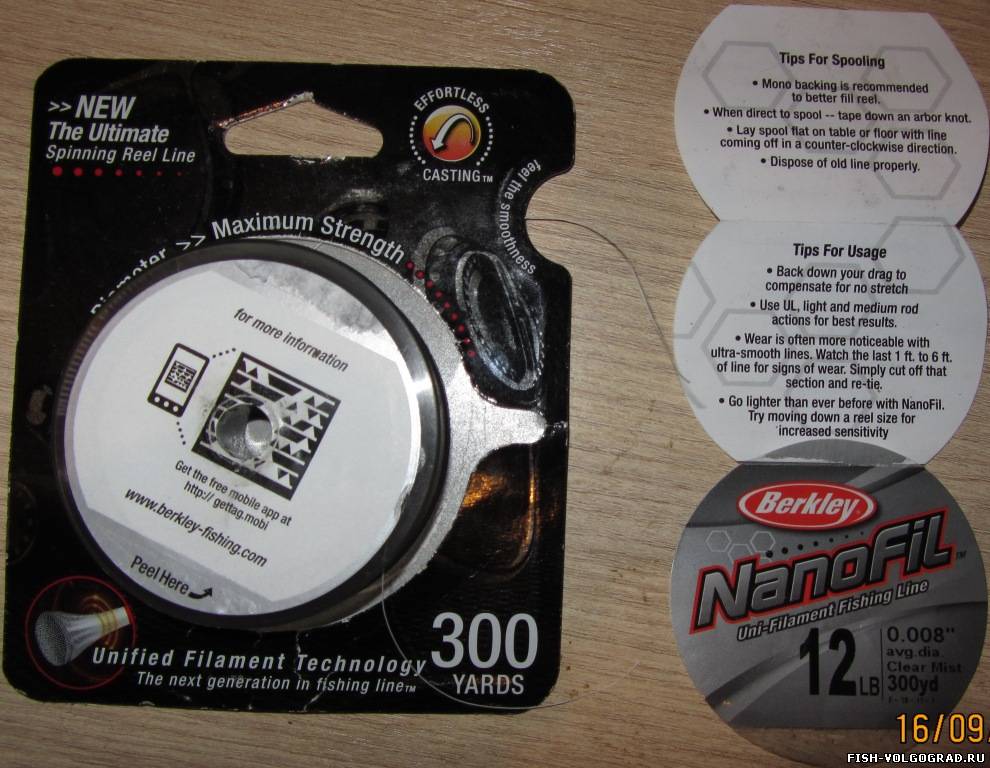 >> NEW
The Ultimate
Spinning Reel Line
EFFORTLESS
CASTING™
feel the smoothness
>> Maximum Strength
for more information
Get the free mobile app at
http:// gettag.mobi
www.berkley-fishing.com
Peel Here
Unified Filament Technology
The next generation in fishing line™
300
YARDS
Tips For Spooling
• Mono backing is recommended
to better fill reel.
• When direct to spool -- tape down an arbor knot.
• Lay spool flat on table or floor with line
coming off in a counter-clockwise direction.
• Dispose of old line properly.
Tips For Usage
• Back down your drag to
compensate for no stretch
• Use UL, light and medium rod
actions for best results.
• Wear is often more noticeable with
ultra-smooth lines. Watch the last 1 ft. to 6 ft.
of line for signs of wear. Simply cut off that
section and re-tie.
• Go lighter than ever before with NanoFil.
Try moving down a reel size for
increased sensitivity
Berkley
NanoFil™
Uni-Filament Fishing Line
12 LB
0.008"
avg.dia.
Clear Mist
300yd
16/09
FISH-VOLGOGRAD.RU